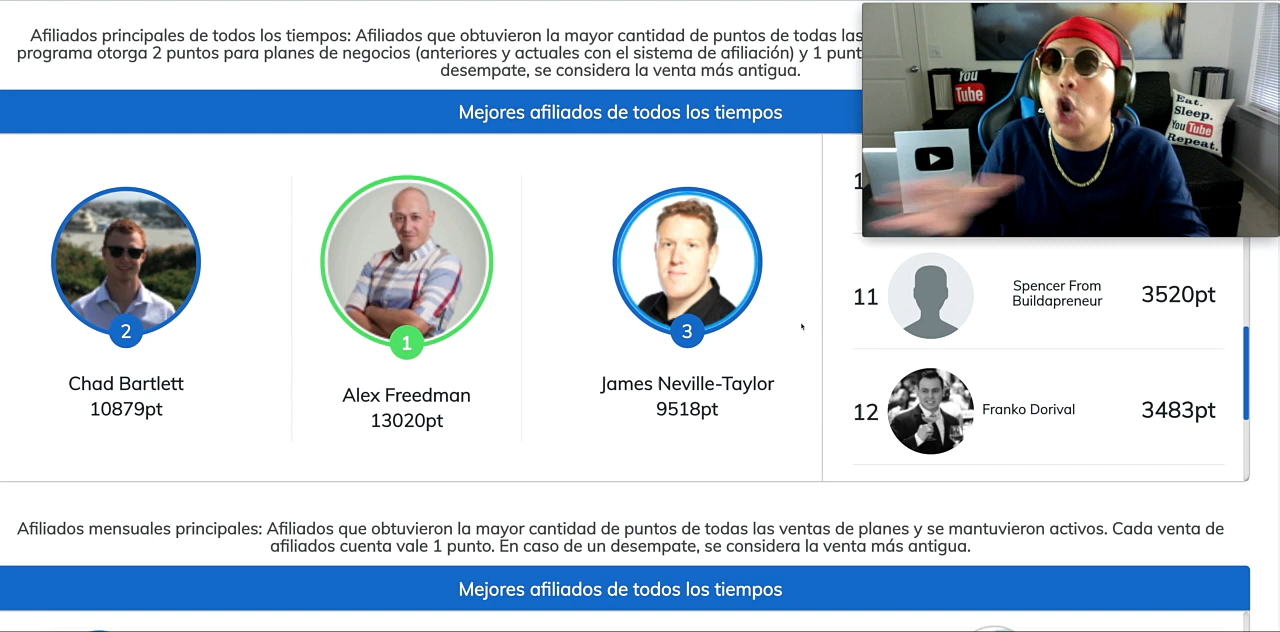 Afiliados principales de todos los tiempos: Afiliados que obtuvieron la mayor cantidad de puntos de todas las
programa otorga 2 puntos para planes de negocios (anteriores y actuales con el sistema de afiliación) y 1 punt
desempate, se considera la venta más antigua.
Mejores afiliados de todos los tiempos
You
Tube
Eat.
Sleep.
YouTube
Repeat.
2
Chad Bartlett
10879pt
1
Alex Freedman
13020pt
3
James Neville-Taylor
9518pt
11
Spencer From
Buildapreneur
3520pt
12
Franko Dorival
3483pt
Afiliados mensuales principales: Afiliados que obtuvieron la mayor cantidad de puntos de todas las ventas de planes y se mantuvieron activos. Cada venta de
afiliados cuenta vale 1 punto. En caso de un desempate, se considera la venta más antigua.
Mejores afiliados de todos los tiempos